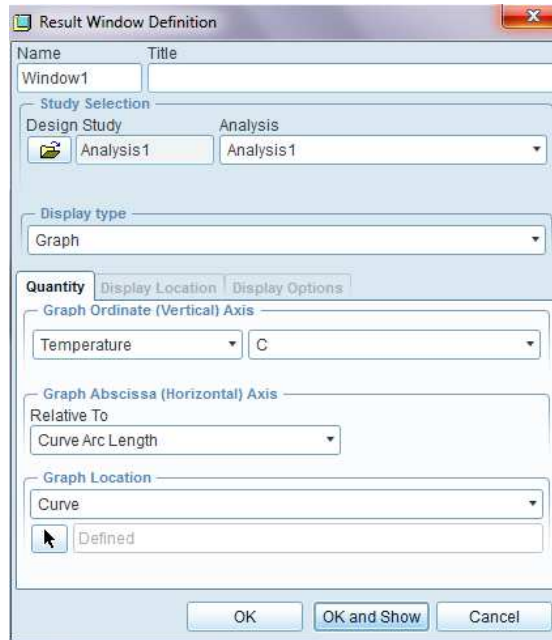 Result Window Definition
Name Title
Window1
Study Selection
Design Study Analysis
Analysis1 Analysis1
Display type
Graph
Quantity Display Location Display Options
Graph Ordinate (Vertical) Axis
Temperature C
Graph Abscissa (Horizontal) Axis
Relative To
Curve Arc Length
Graph Location
Curve
Defined
OK OK and Show Cancel